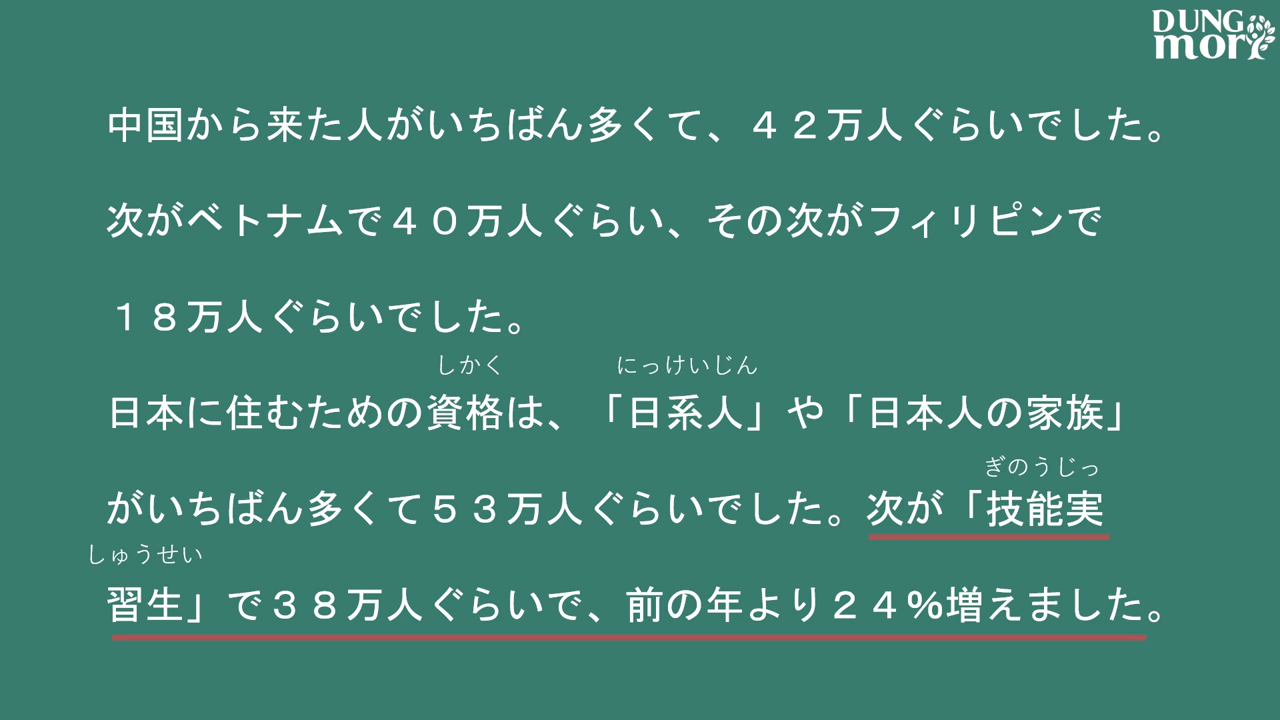 DUNG
mori
中国から来た人がいちばん多くて、４２万人ぐらいでした。
次がベトナムで４０万人ぐらい、その次がフィリピンで
１８万人ぐらいでした。
しかく にっけいじん
日本に住むための資格は、「日系人」や「日本人の家族」
ぎのうじっ
がいちばん多くて５３万人ぐらいでした。次が「技能実
しゅうせい
習生」で３８万人ぐらいで、前の年より２４％増えました。